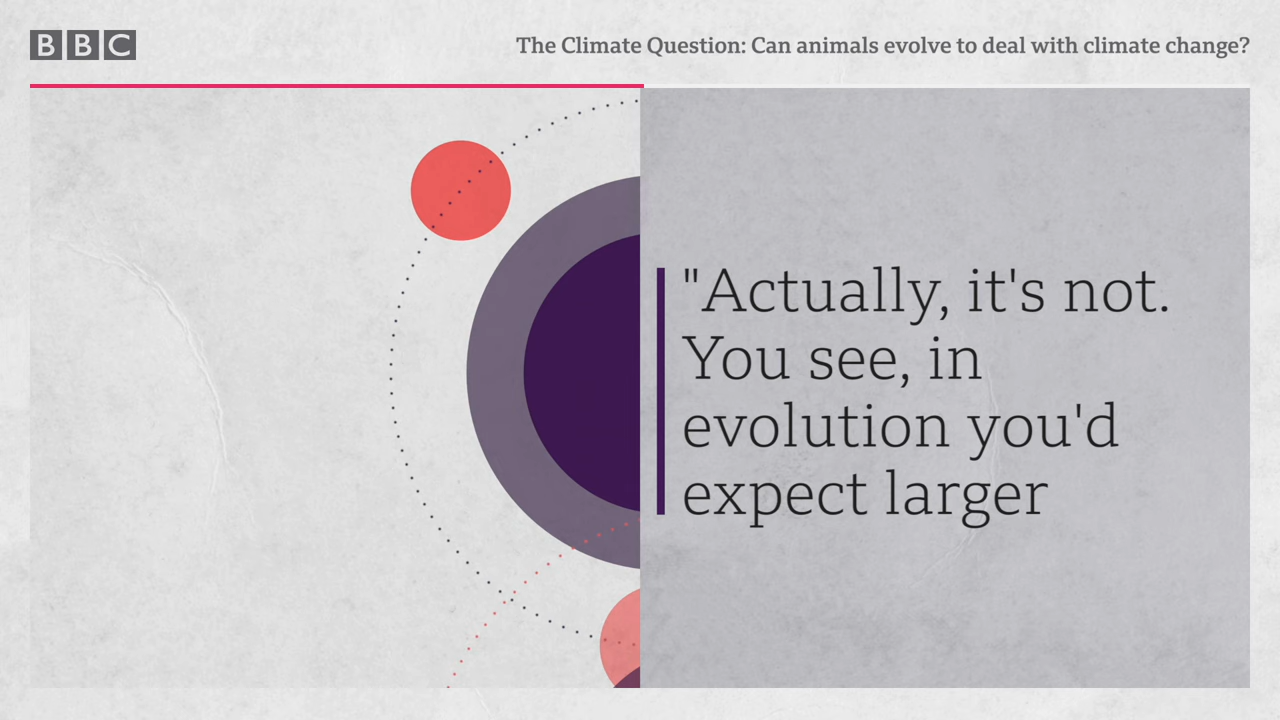 BBC
The Climate Question: Can animals evolve to deal with climate change?
"Actually, it's not.
You see, in
evolution you'd
expect larger